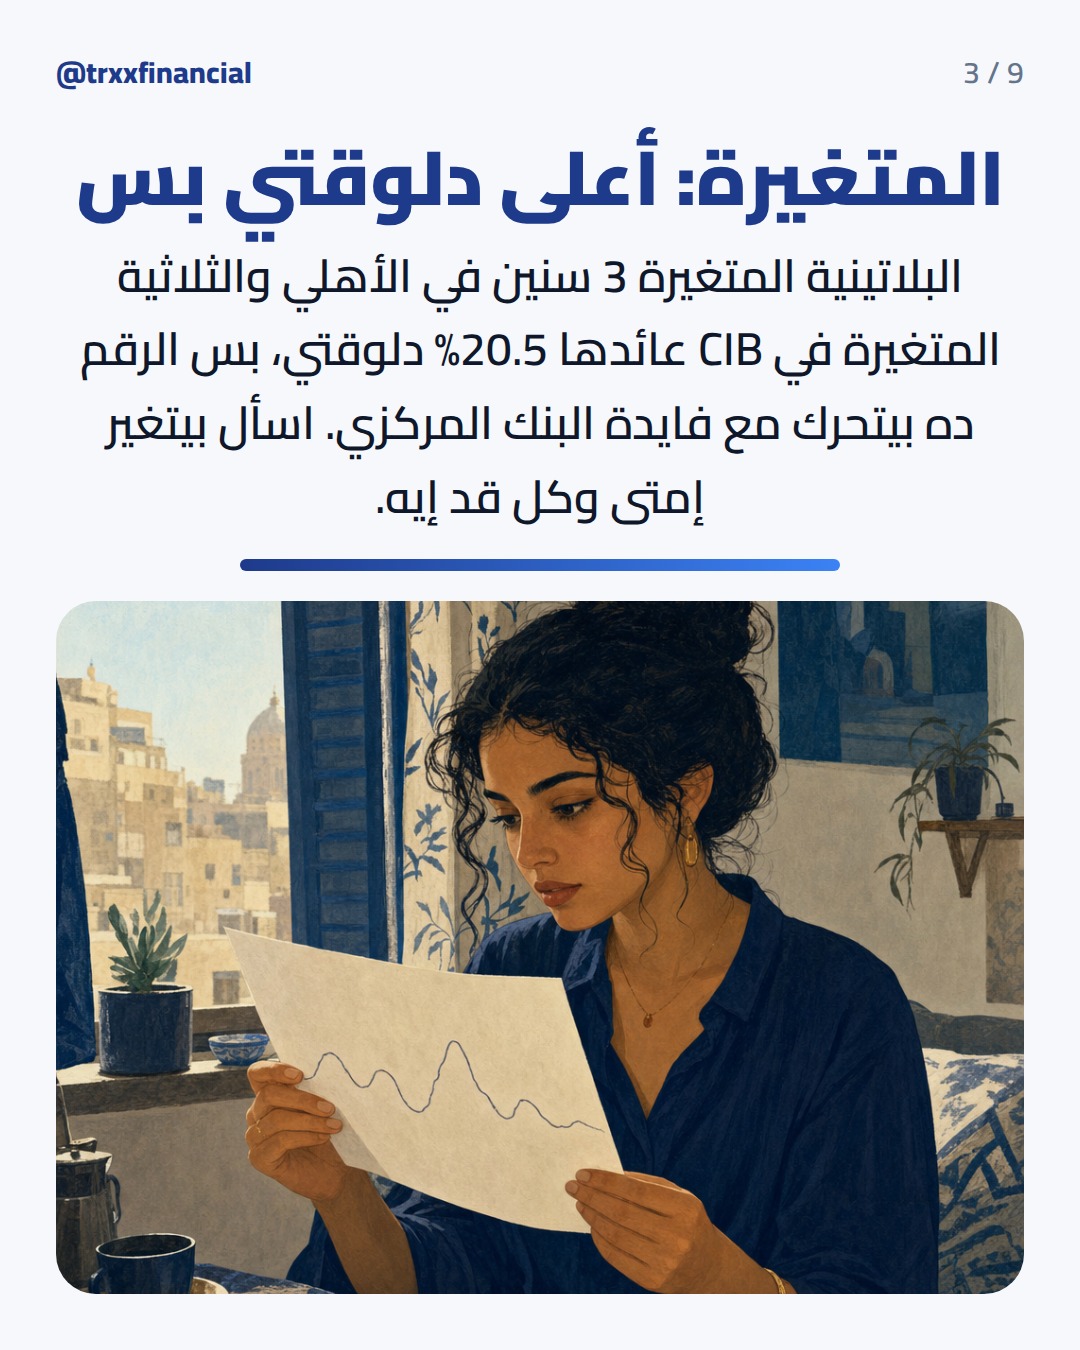 @trxxfinancial
3 / 9
المتغيرة: أعلى دلوقتي بس
البلاتينية المتغيرة 3 سنين في الأهلي والثلاثية
المتغيرة في CIB عائدها 20.5% دلوقتي، بس الرقم
ده بيتحرك مع فايدة البنك المركزي. اسأل بيتغير
إمتى وكل قد إيه.